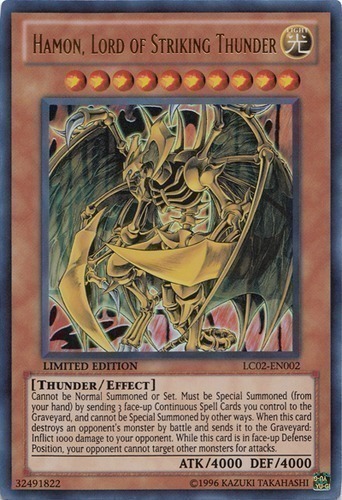 HAMON, LORD OF STRIKING THUNDER
LIGHT
光
LIMITED EDITION
LC02-EN002
[THUNDER/EFFECT]
Cannot be Normal Summoned or Set. Must be Special Summoned (from
your hand) by sending 3 face-up Continuous Spell Cards you control to the
Graveyard, and cannot be Special Summoned by other ways. When this card
destroys an opponent's monster by battle and sends it to the Graveyard:
Inflict 1000 damage to your opponent. While this card is in face-up Defense
Position, your opponent cannot target other monsters for attacks.
ATK/4000 DEF/4000
32491822
©1996 KAZUKI TAKAHASHI